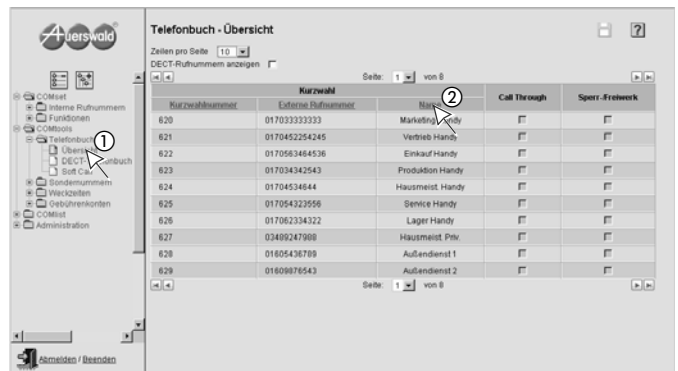 Auerswald
COMset
Interne Rufnummern
Funktionen
COMtools
Telefonbuch
Übersicht
DECT-Telefonbuch
Soft Call
Sondernummern
Weckzeiten
Gebührenkonten
COMlist
Administration
Abmelden / Beenden
1
Telefonbuch - Übersicht
?
Zeilen pro Seite 10
DECT-Rufnummern anzeigen
Seite: 1 von 8
Kurzwahl Call Through Sperr-Freiwerk
Kurzwahlnummer Externe Rufnummer Name
2
620 017033333333 Marketing Handy
621 0170452254245 Vertrieb Handy
622 0170563464536 Einkauf Handy
623 017034342543 Produktion Handy
624 01704534644 Hausmeist. Handy
625 017054323556 Service Handy
626 017062334322 Lager Handy
627 03489247988 Hausmeist. Priv.
628 01605436789 Außendienst 1
629 01609876543 Außendienst 2
Seite: 1 von 8